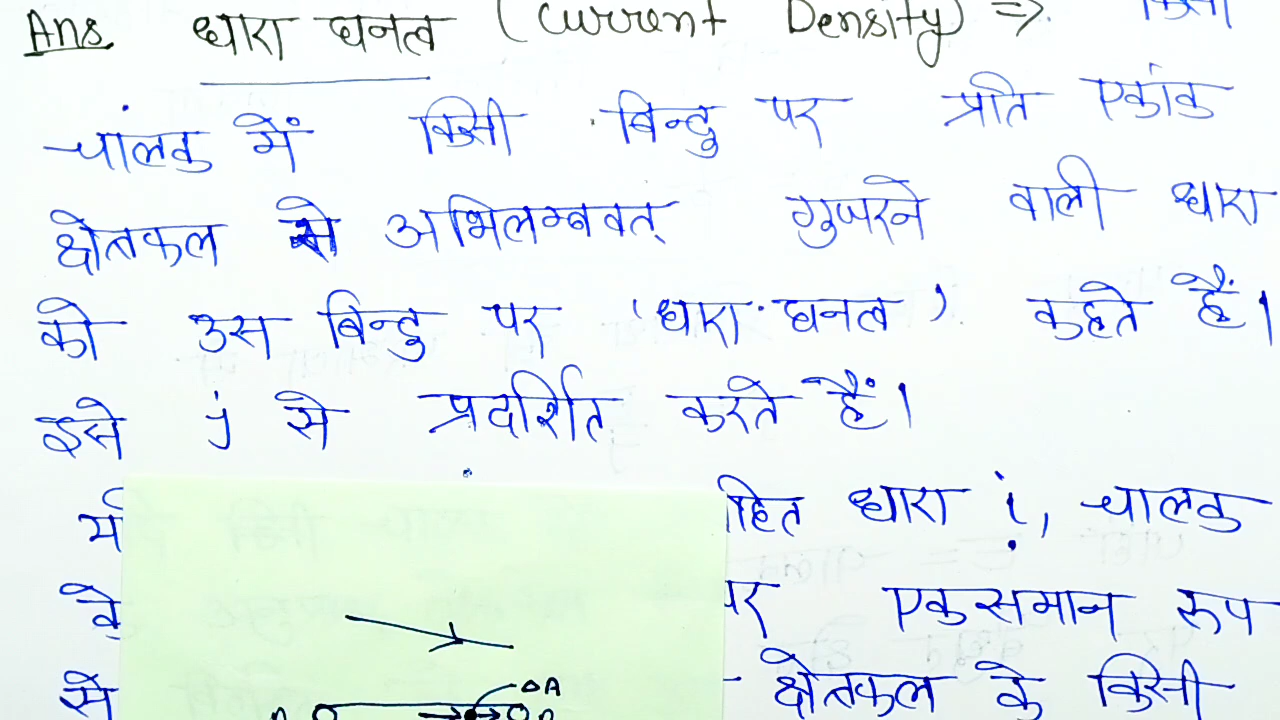 Ans. धारा घनत्व (Current Density) => किसी
चालक में किसी बिन्दु पर प्रति एकांक
क्षेत्रफल से अभिलम्बवत् गुजरने वाली धारा
को उस बिन्दु पर 'धारा घनत्व' कहते हैं।
इसे j से प्रदर्शित करते हैं।
हित धारा i, चालक
के पर एकसमान रूप
से क्षेत्रफल के किसी
ΔA